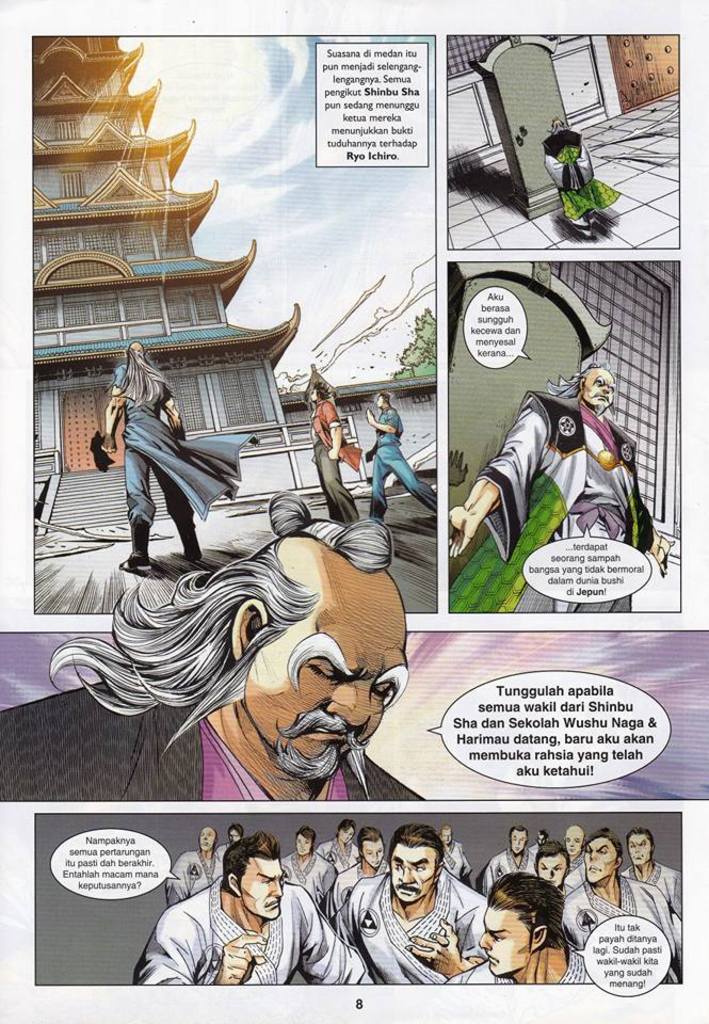 Suasana di medan itu
pun menjadi selengang-
lengangnya. Semua
pengikut Shinbu Sha
pun sedang menunggu
ketua mereka
menunjukkan bukti
tuduhannya terhadap
Ryo Ichiro.
Aku
berasa
sungguh
kecewa dan
menyesal
kerana...
...terdapat
seorang sampah
bangsa yang tidak bermoral
dalam dunia bushi
di Jepun!
Tunggulah apabila
semua wakil dari Shinbu
Sha dan Sekolah Wushu Naga &
Harimau datang, baru aku akan
membuka rahsia yang telah
aku ketahui!
Nampaknya
semua pertarungan
itu pasti dah berakhir.
Entahlah macam mana
keputusannya?
Itu tak
payah ditanya
lagi. Sudah pasti
wakil-wakil kita
yang sudah
menang!
8